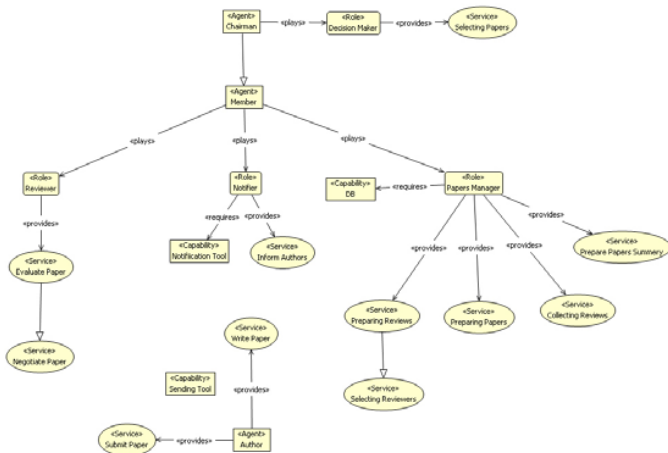 «Agent»
Chairman
«plays»
«Role»
Decision Maker
«provides»
«Service»
Selecting Papers
«Agent»
Member
«plays»
«plays»
«plays»
«Role»
Reviewer
«Role»
Notifier
«Capability»
DB
«requires»
«Role»
Papers Manager
«provides»
«requires»
«provides»
«provides»
«provides»
«provides»
«provides»
«Capability»
Notification Tool
«Service»
Inform Authors
«Service»
Prepare Papers Summery
«Service»
Evaluate Paper
«Service»
Preparing Reviews
«Service»
Preparing Papers
«Service»
Collecting Reviews
«Service»
Negotiate Paper
«Service»
Write Paper
«Capability»
Sending Tool
«provides»
«Service»
Selecting Reviewers
«Service»
Submit Paper
«provides»
«Agent»
Author